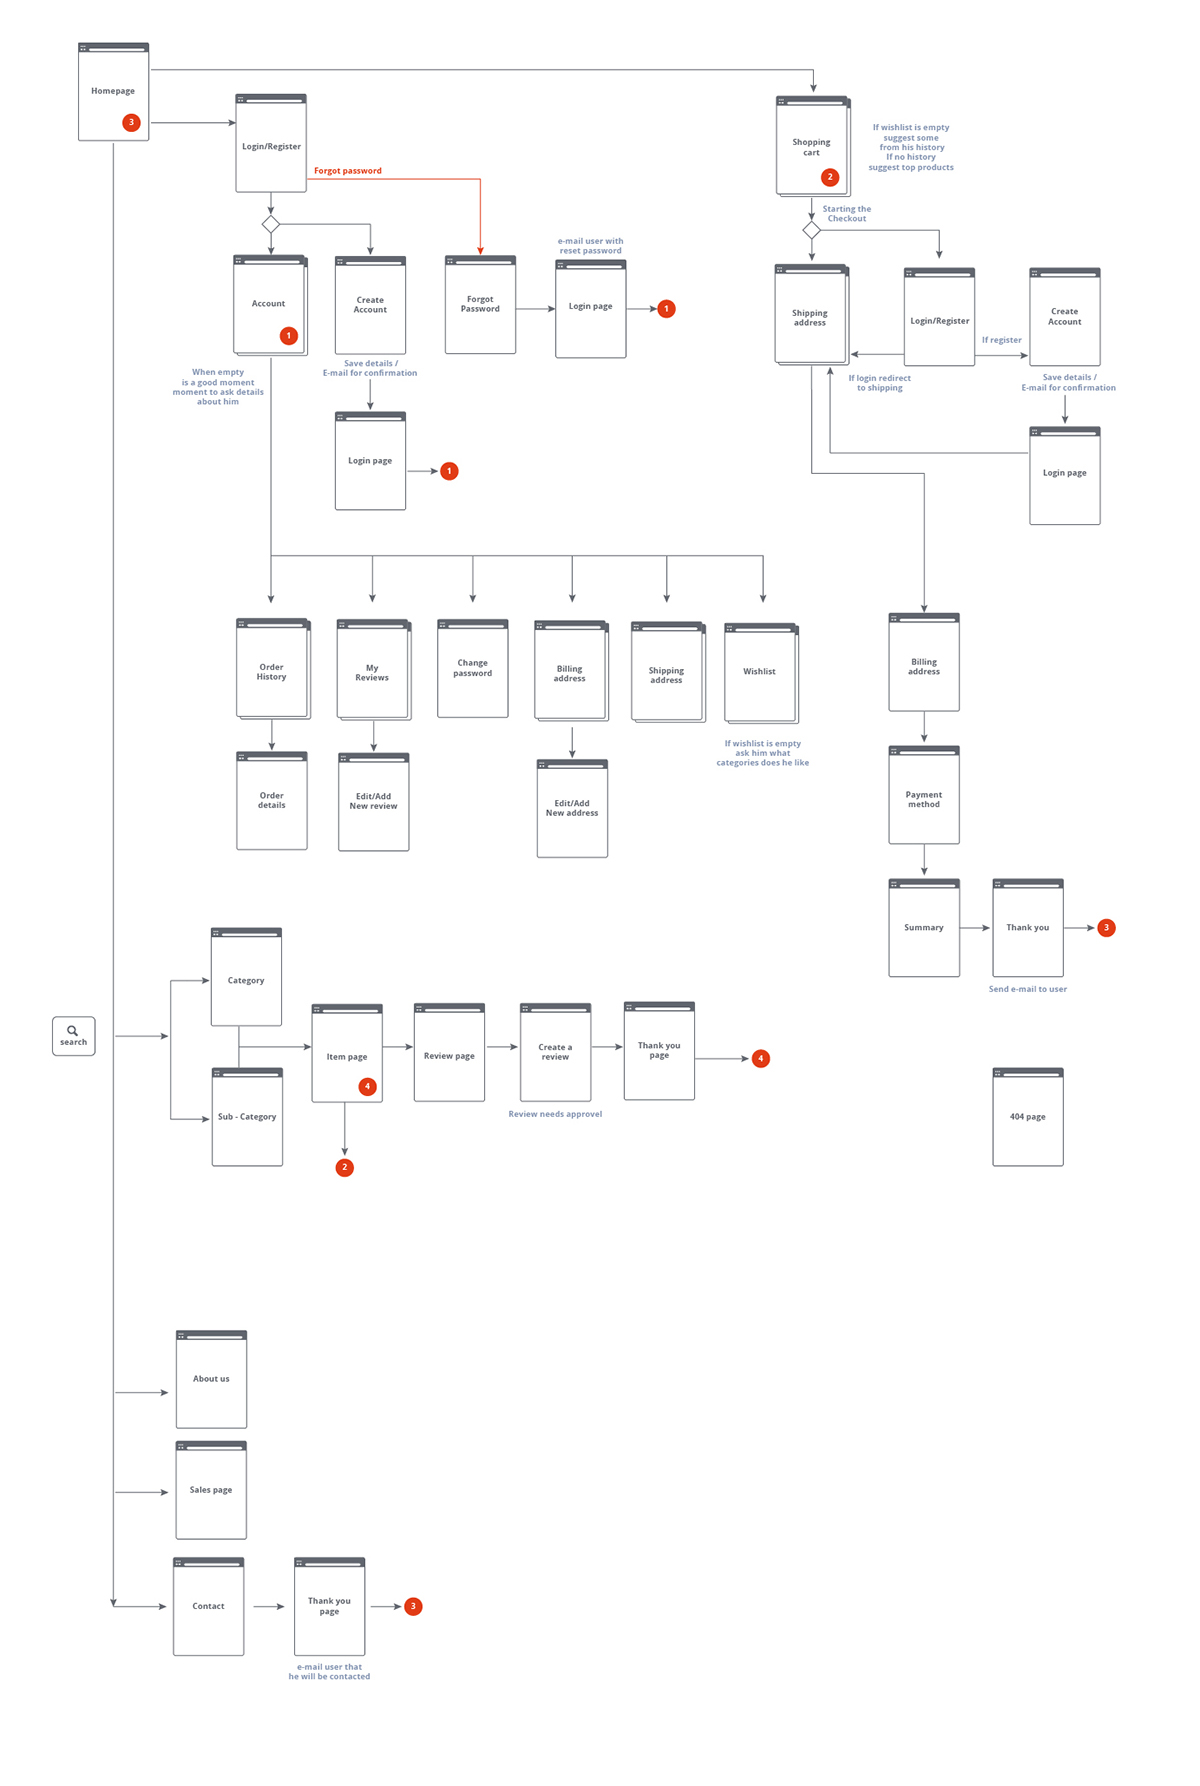 Homepage
3
Login/Register
Forgot password
Shopping
cart
2
If wishlist is empty
suggest some
from his history
If no history
suggest top products
Starting the
Checkout
Account
1
When empty
is a good moment
moment to ask details
about him
Create
Account
Save details /
E-mail for confirmation
Login page
1
Forgot
Password
e-mail user with
reset password
Login page
1
Shipping
address
Login/Register
If register
If login redirect
to shipping
Create
Account
Save details /
E-mail for confirmation
Login page
Order
History
My
Reviews
Change
password
Billing
address
Shipping
address
Wishlist
If wishlist is empty
ask him what
categories does he like
Order
details
Edit/Add
New review
Edit/Add
New address
Billing
address
Payment
method
Summary
Thank you
3
Send e-mail to user
search
Category
Sub - Category
Item page
4
2
Review page
Create a
review
Review needs approvel
Thank you
page
4
404 page
About us
Sales page
Contact
Thank you
page
3
e-mail user that
he will be contacted